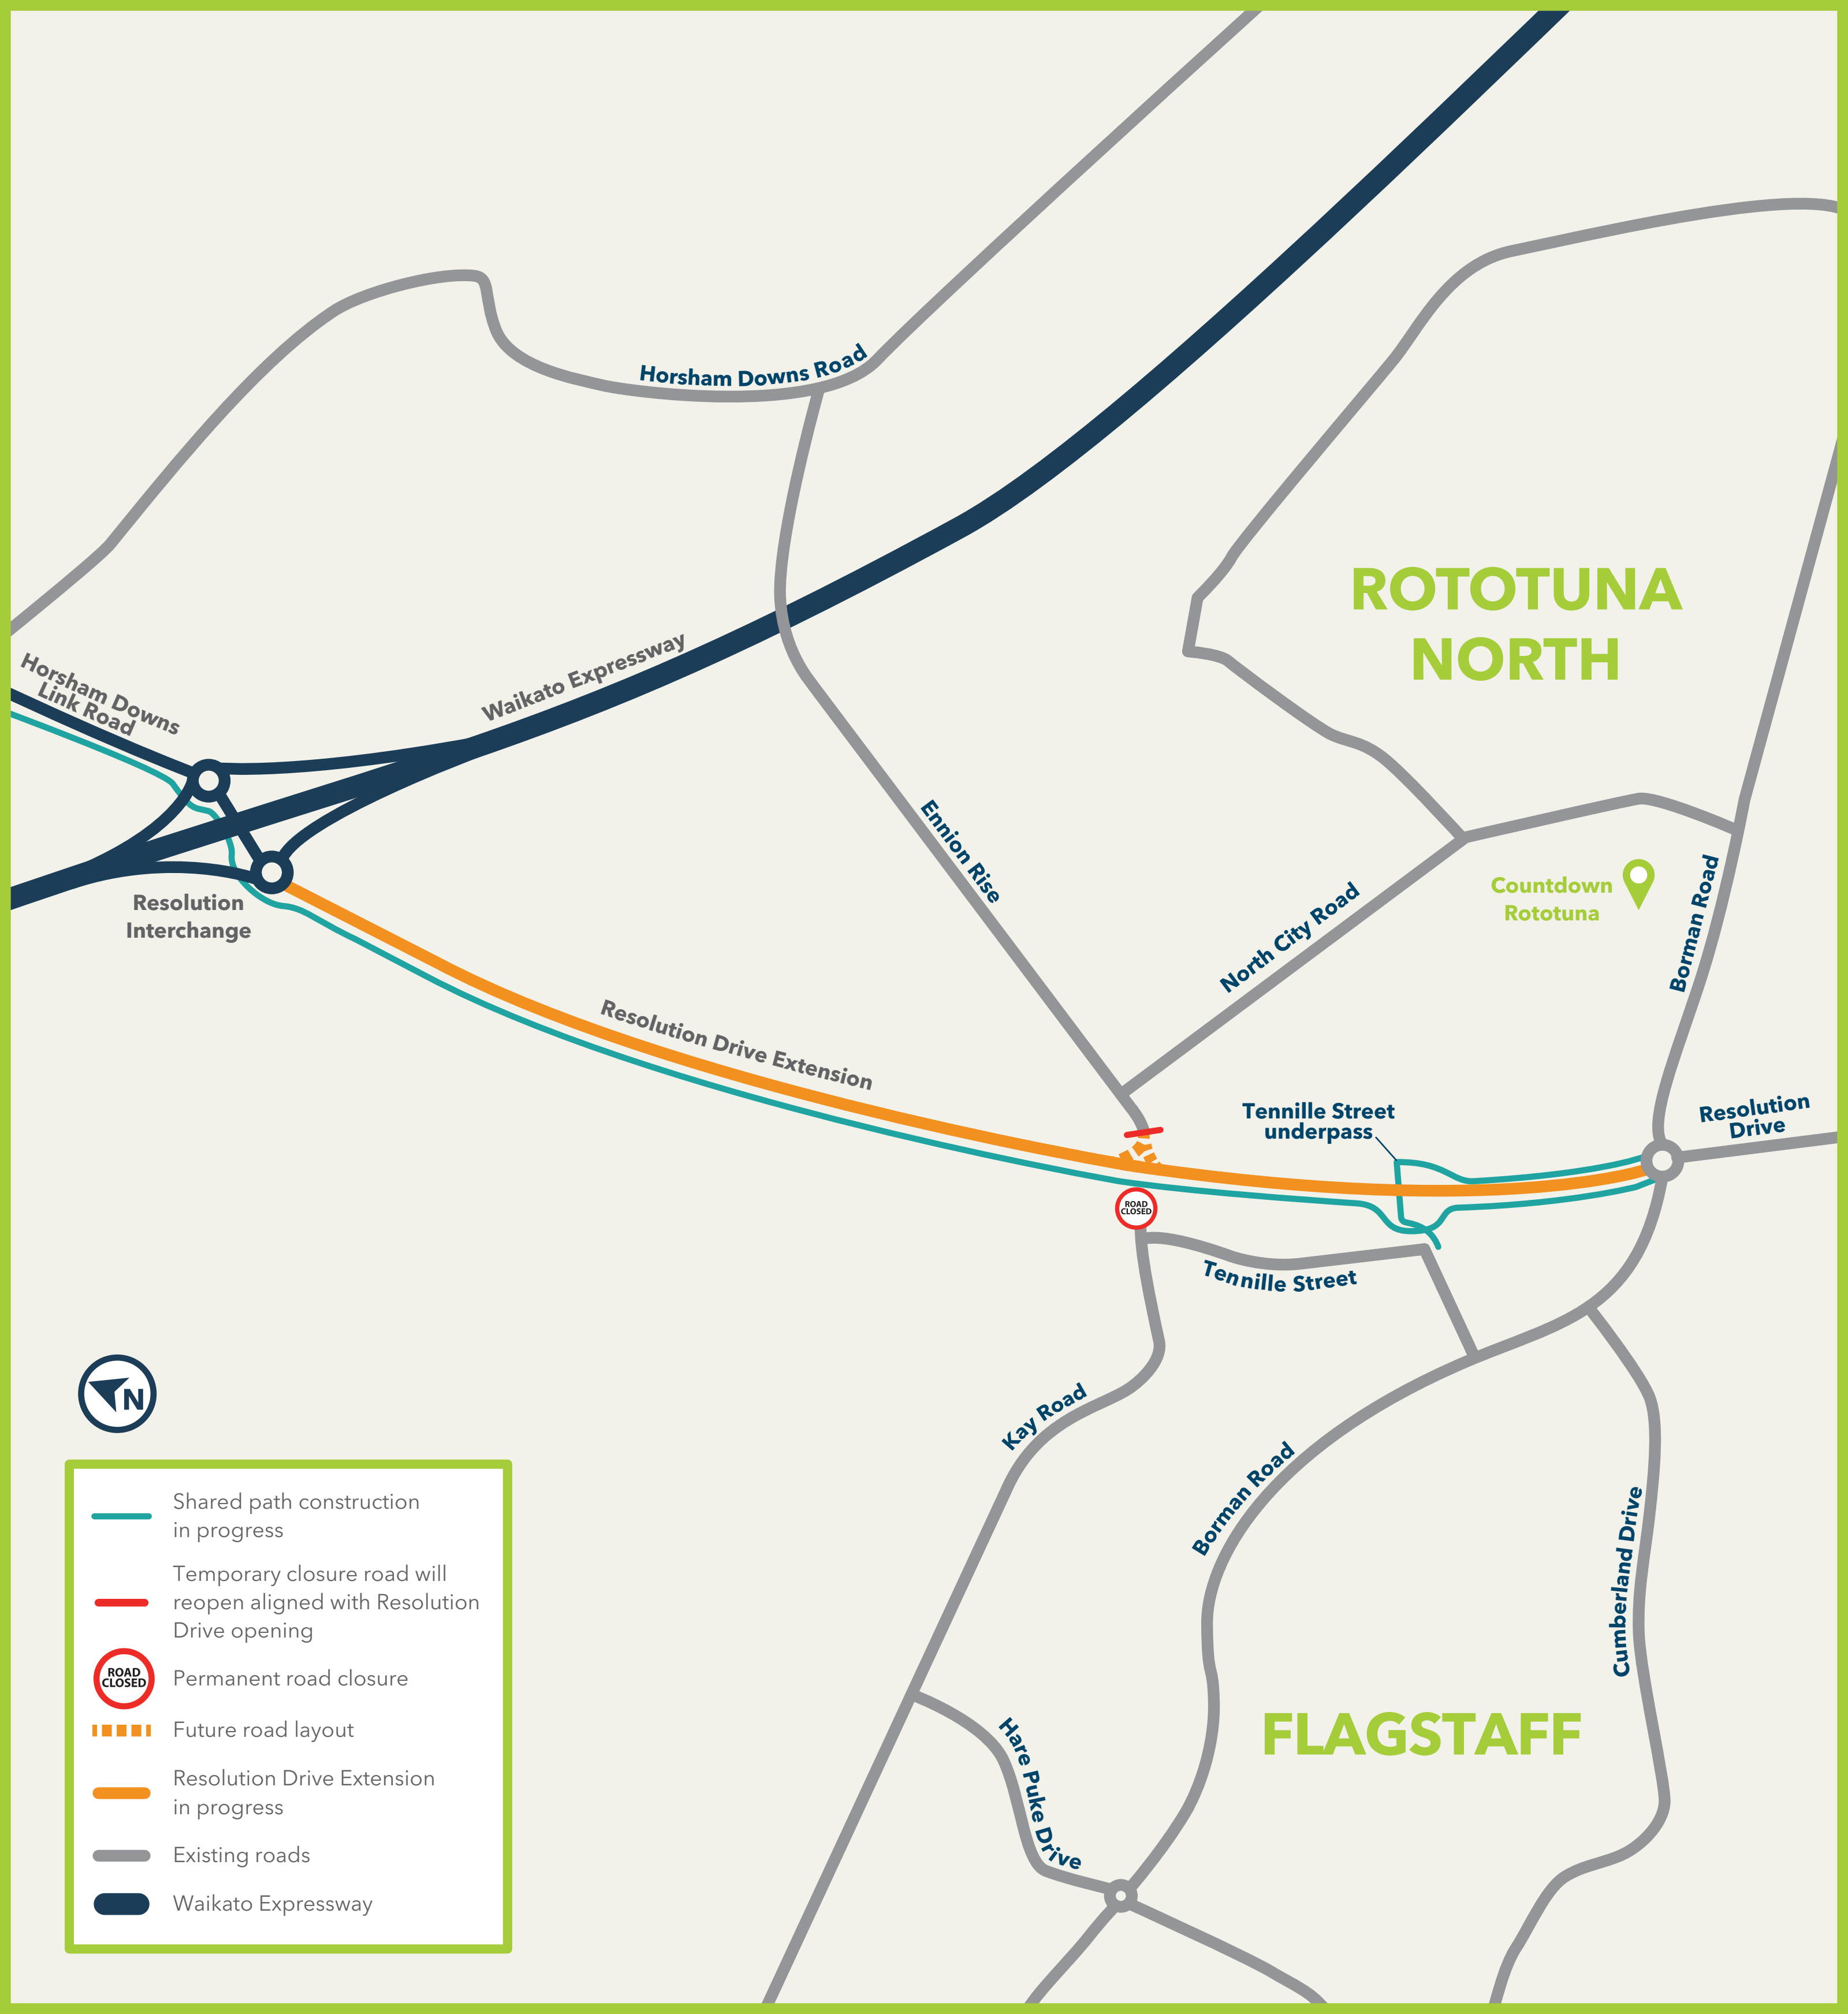 Horsham Downs Road
ROTOTUNA
NORTH
Horsham Downs
Link Road
Waikato Expressway
Ennion Rise
Countdown
Rototuna
Borman Road
North City Road
Resolution
Interchange
Resolution Drive Extension
Tennille Street
underpass
Resolution
Drive
ROAD
CLOSED
Tennille Street
N
Kay Road
Borman Road
Cumberland Drive
FLAGSTAFF
Hare Puke Drive
Shared path construction
in progress
Temporary closure road will
reopen aligned with Resolution
Drive opening
ROAD
CLOSED
Permanent road closure
Future road layout
Resolution Drive Extension
in progress
Existing roads
Waikato Expressway